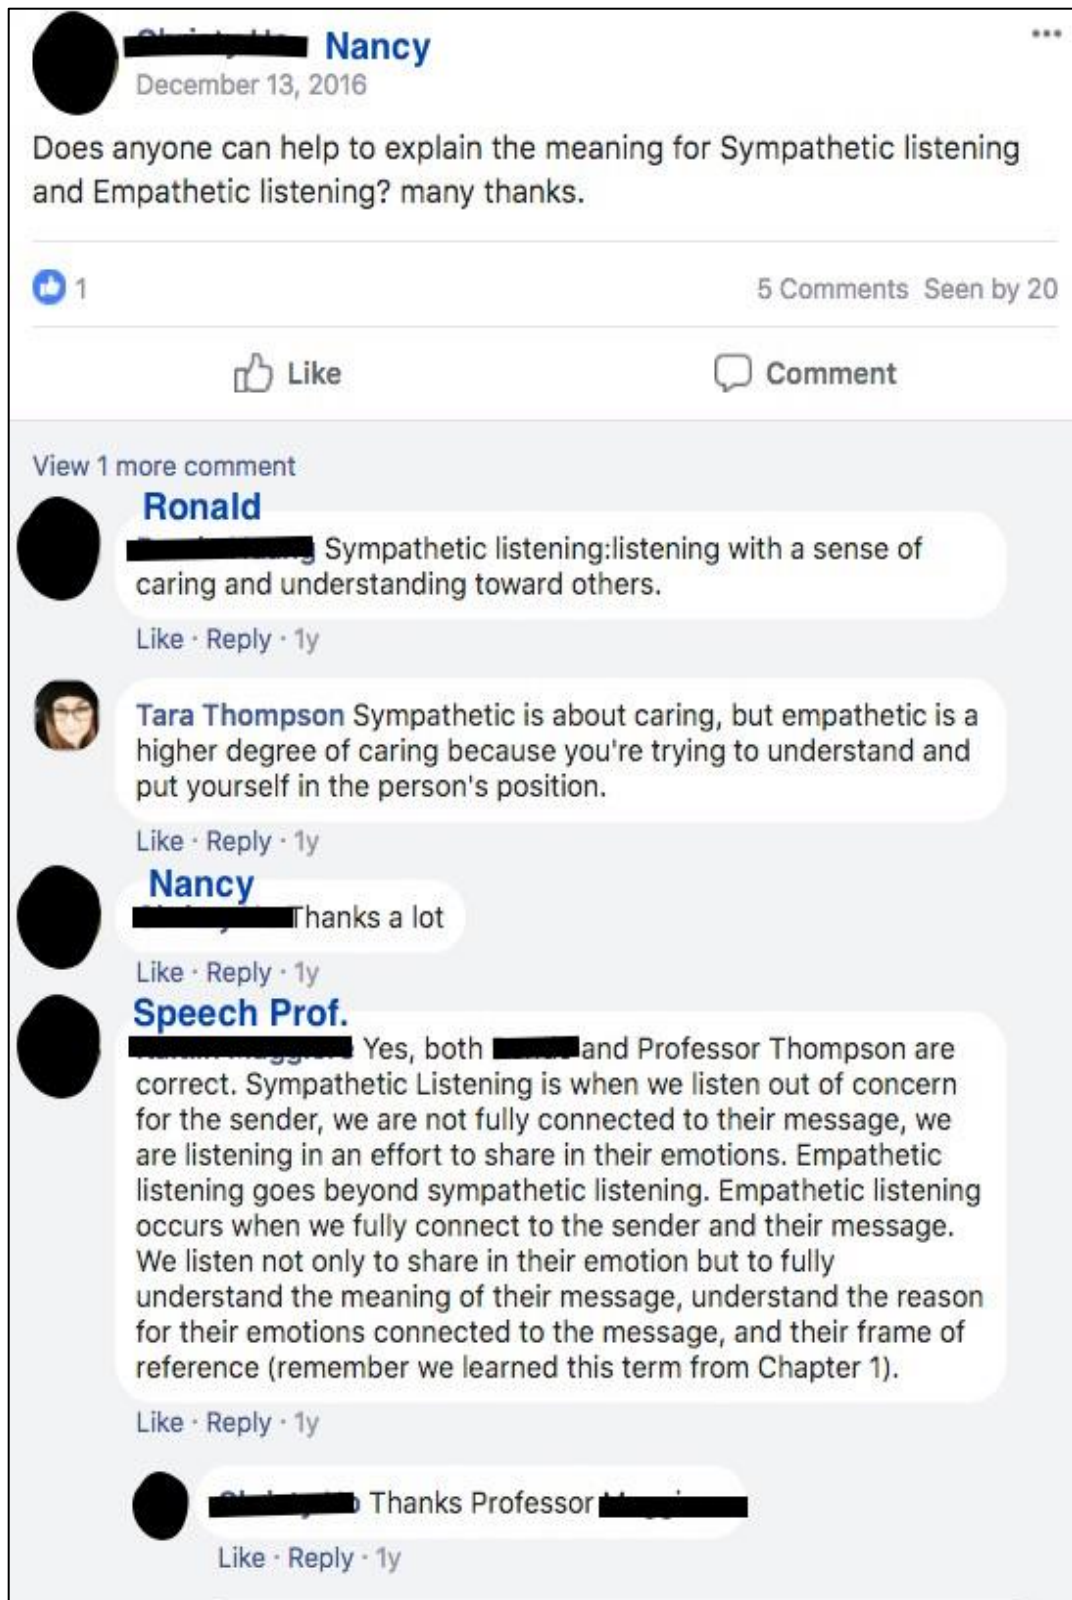 Nancy
December 13, 2016
Does anyone can help to explain the meaning for Sympathetic listening
and Empathetic listening? many thanks.
1
5 Comments Seen by 20
Like
Comment
View 1 more comment
Ronald
Sympathetic listening:listening with a sense of
caring and understanding toward others.
Like · Reply · 1y
Tara Thompson Sympathetic is about caring, but empathetic is a
higher degree of caring because you're trying to understand and
put yourself in the person's position.
Like · Reply · 1y
Nancy
Thanks a lot
Like · Reply · 1y
Speech Prof.
Yes, both and Professor Thompson are
correct. Sympathetic Listening is when we listen out of concern
for the sender, we are not fully connected to their message, we
are listening in an effort to share in their emotions. Empathetic
listening goes beyond sympathetic listening. Empathetic listening
occurs when we fully connect to the sender and their message.
We listen not only to share in their emotion but to fully
understand the meaning of their message, understand the reason
for their emotions connected to the message, and their frame of
reference (remember we learned this term from Chapter 1).
Like · Reply · 1y
Thanks Professor
Like · Reply · 1y